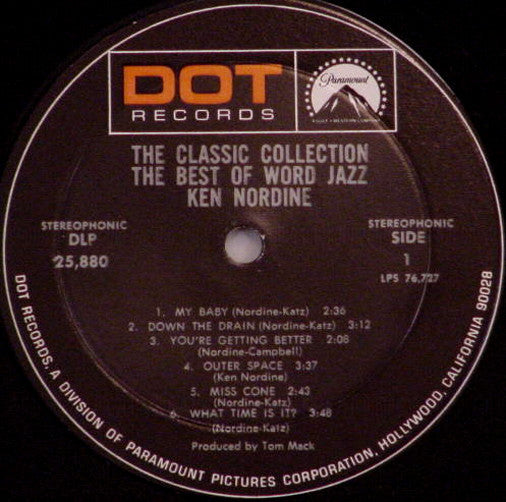 DOT
RECORDS
Paramount
A GULF + WESTERN COMPANY
THE CLASSIC COLLECTION
THE BEST OF WORD JAZZ
KEN NORDINE
STEREOPHONIC
DLP
25,880
STEREOPHONIC
SIDE
1
LPS 76,727
1. MY BABY (Nordine-Katz) 2:36
2. DOWN THE DRAIN (Nordine-Katz) 3:12
3. YOU'RE GETTING BETTER 2:08
(Nordine-Campbell)
4. OUTER SPACE 3:37
(Ken Nordine)
5. MISS CONE 2:43
(Nordine-Katz)
6. WHAT TIME IS IT? 3:48
(Nordine-Katz)
Produced by Tom Mack
DOT RECORDS, A DIVISION OF PARAMOUNT PICTURES CORPORATION, HOLLYWOOD, CALIFORNIA 90028